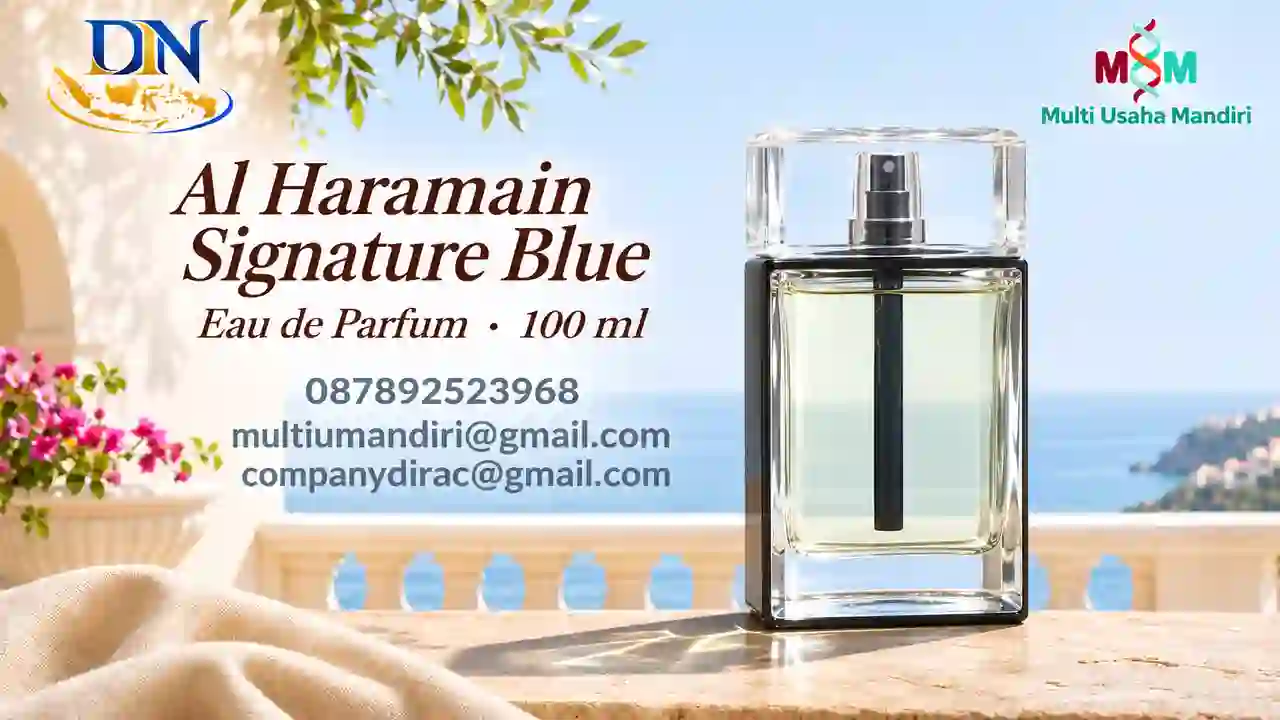 DIN
MSM
Multi Usaha Mandiri
Al Haramain
Signature Blue
Eau de Parfum • 100 ml
087892523968
multiumandiri@gmail.com
companydirac@gmail.com